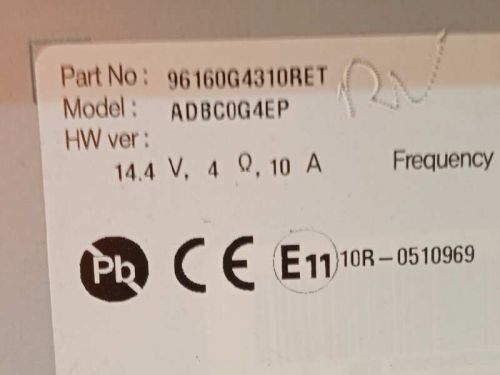 Part No: 96160G4310RET
Model: ADBC0G4EP
HW ver:
14.4 V, 4 Ω, 10 A Frequency
Pb CE E11 10R-0510969